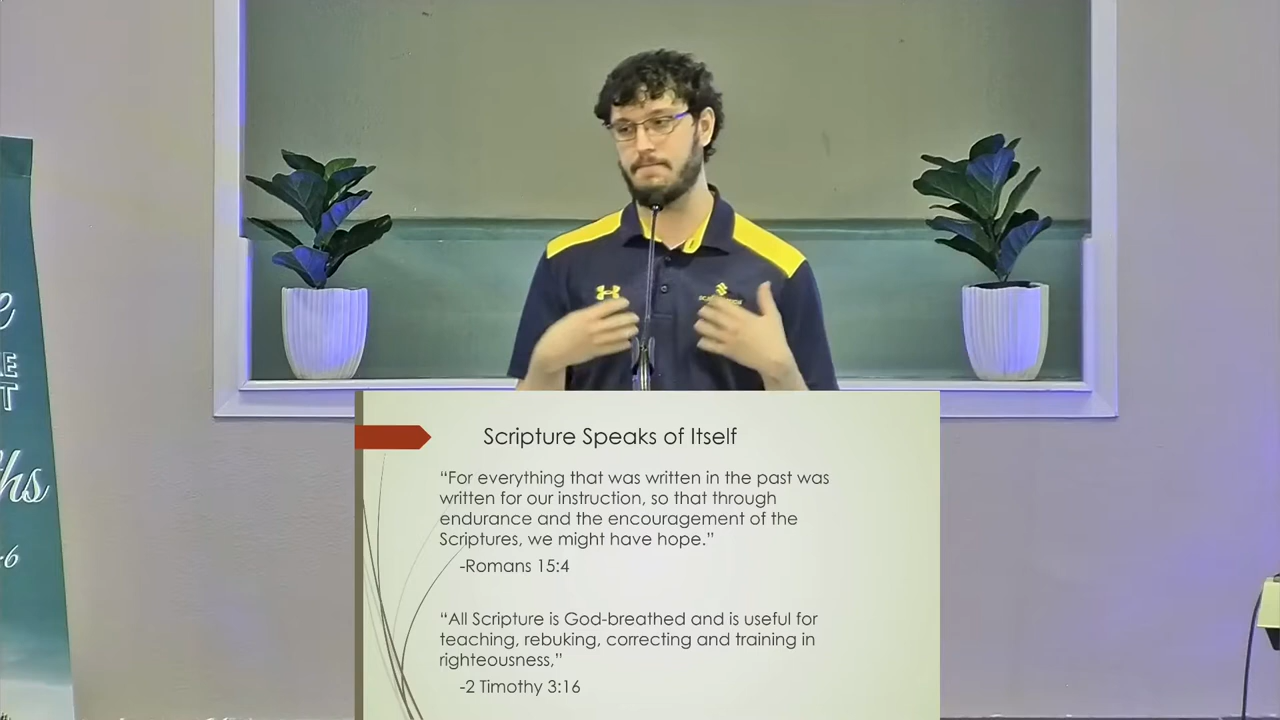 Scripture Speaks of Itself
“For everything that was written in the past was
written for our instruction, so that through
endurance and the encouragement of the
Scriptures, we might have hope.”
-Romans 15:4
“All Scripture is God-breathed and is useful for
teaching, rebuking, correcting and training in
righteousness,”
-2 Timothy 3:16